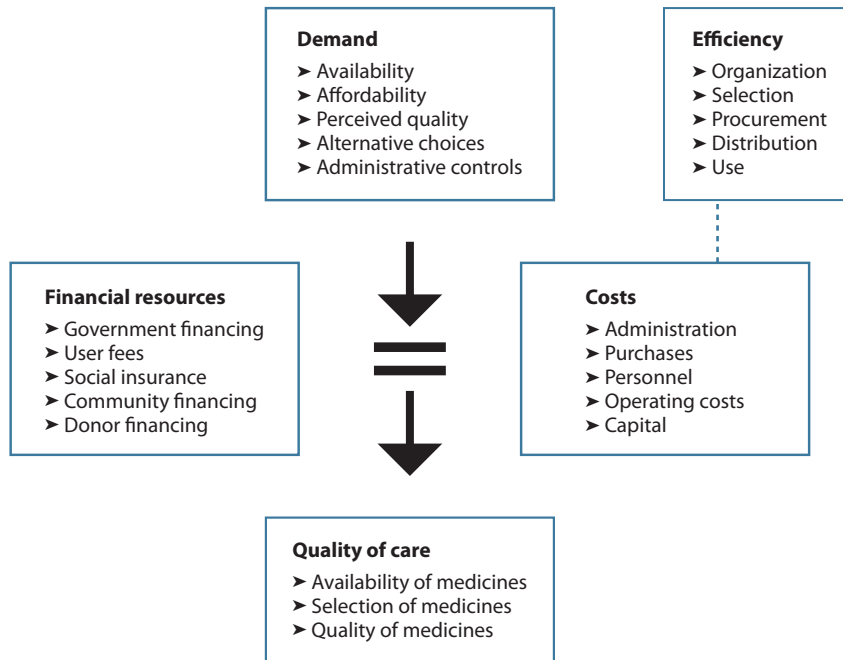 Demand
➤ Availability
➤ Affordability
➤ Perceived quality
➤ Alternative choices
➤ Administrative controls
Efficiency
➤ Organization
➤ Selection
➤ Procurement
➤ Distribution
➤ Use
Financial resources
➤ Government financing
➤ User fees
➤ Social insurance
➤ Community financing
➤ Donor financing
Costs
➤ Administration
➤ Purchases
➤ Personnel
➤ Operating costs
➤ Capital
Quality of care
➤ Availability of medicines
➤ Selection of medicines
➤ Quality of medicines